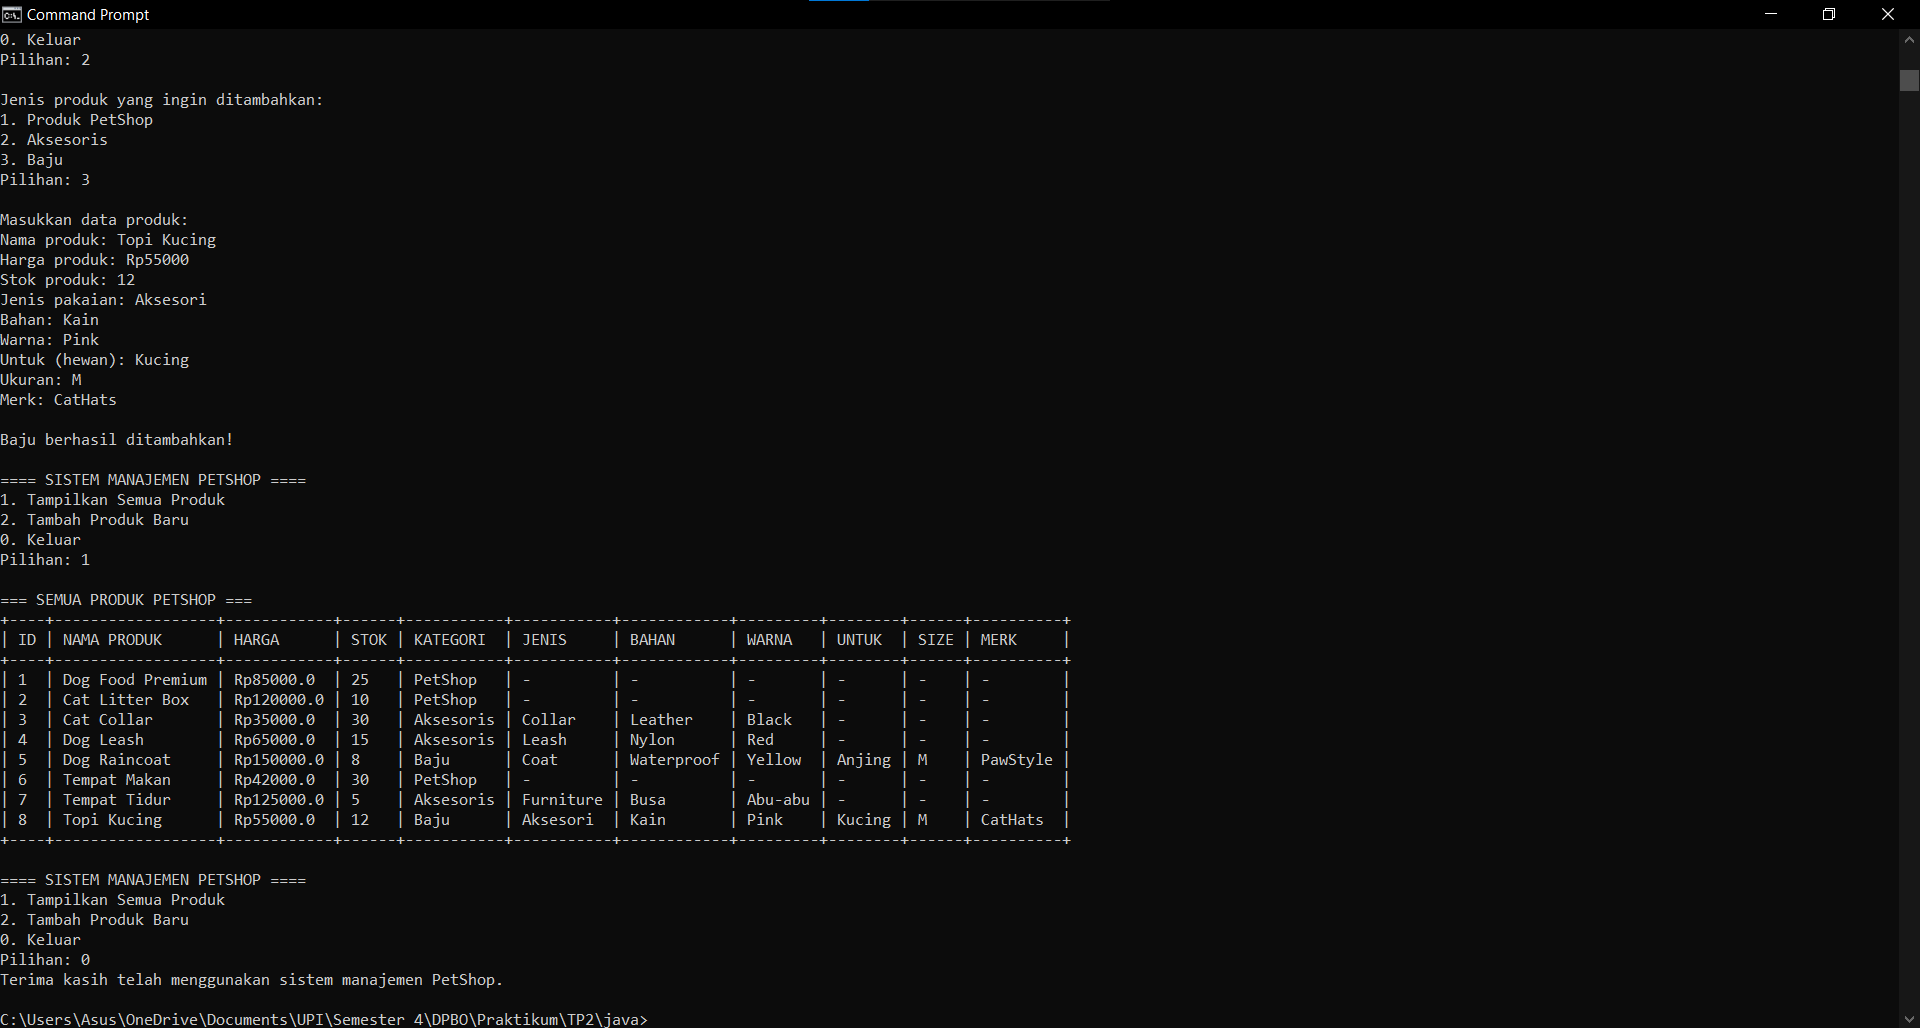 Command Prompt
0. Keluar
Pilihan: 2
Jenis produk yang ingin ditambahkan:
1. Produk PetShop
2. Aksesoris
3. Baju
Pilihan: 3
Masukkan data produk:
Nama produk: Topi Kucing
Harga produk: Rp55000
Stok produk: 12
Jenis pakaian: Aksesori
Bahan: Kain
Warna: Pink
Untuk (hewan): Kucing
Ukuran: M
Merk: CatHats
Baju berhasil ditambahkan!
==== SISTEM MANAJEMEN PETSHOP ====
1. Tampilkan Semua Produk
2. Tambah Produk Baru
0. Keluar
Pilihan: 1
=== SEMUA PRODUK PETSHOP ===
+----+------------------+------------+------+-----------+-----------+------------+---------+--------+------+----------+
| ID | NAMA PRODUK      | HARGA      | STOK | KATEGORI  | JENIS     | BAHAN      | WARNA   | UNTUK  | SIZE | MERK     |
+----+------------------+------------+------+-----------+-----------+------------+---------+--------+------+----------+
| 1  | Dog Food Premium | Rp85000.0  | 25   | PetShop   | -         | -          | -       | -      | -    | -        |
| 2  | Cat Litter Box   | Rp120000.0 | 10   | PetShop   | -         | -          | -       | -      | -    | -        |
| 3  | Cat Collar       | Rp35000.0  | 30   | Aksesoris | Collar    | Leather    | Black   | -      | -    | -        |
| 4  | Dog Leash        | Rp65000.0  | 15   | Aksesoris | Leash     | Nylon      | Red     | -      | -    | -        |
| 5  | Dog Raincoat     | Rp150000.0 | 8    | Baju      | Coat      | Waterproof | Yellow  | Anjing | M    | PawStyle |
| 6  | Tempat Makan     | Rp42000.0  | 30   | PetShop   | -         | -          | -       | -      | -    | -        |
| 7  | Tempat Tidur     | Rp125000.0 | 5    | Aksesoris | Furniture | Busa       | Abu-abu | -      | -    | -        |
| 8  | Topi Kucing      | Rp55000.0  | 12   | Baju      | Aksesori  | Kain       | Pink    | Kucing | M    | CatHats  |
+----+------------------+------------+------+-----------+-----------+------------+---------+--------+------+----------+
==== SISTEM MANAJEMEN PETSHOP ====
1. Tampilkan Semua Produk
2. Tambah Produk Baru
0. Keluar
Pilihan: 0
Terima kasih telah menggunakan sistem manajemen PetShop.
C:\Users\Asus\OneDrive\Documents\UPI\Semester 4\DPBO\Praktikum\TP2\java>